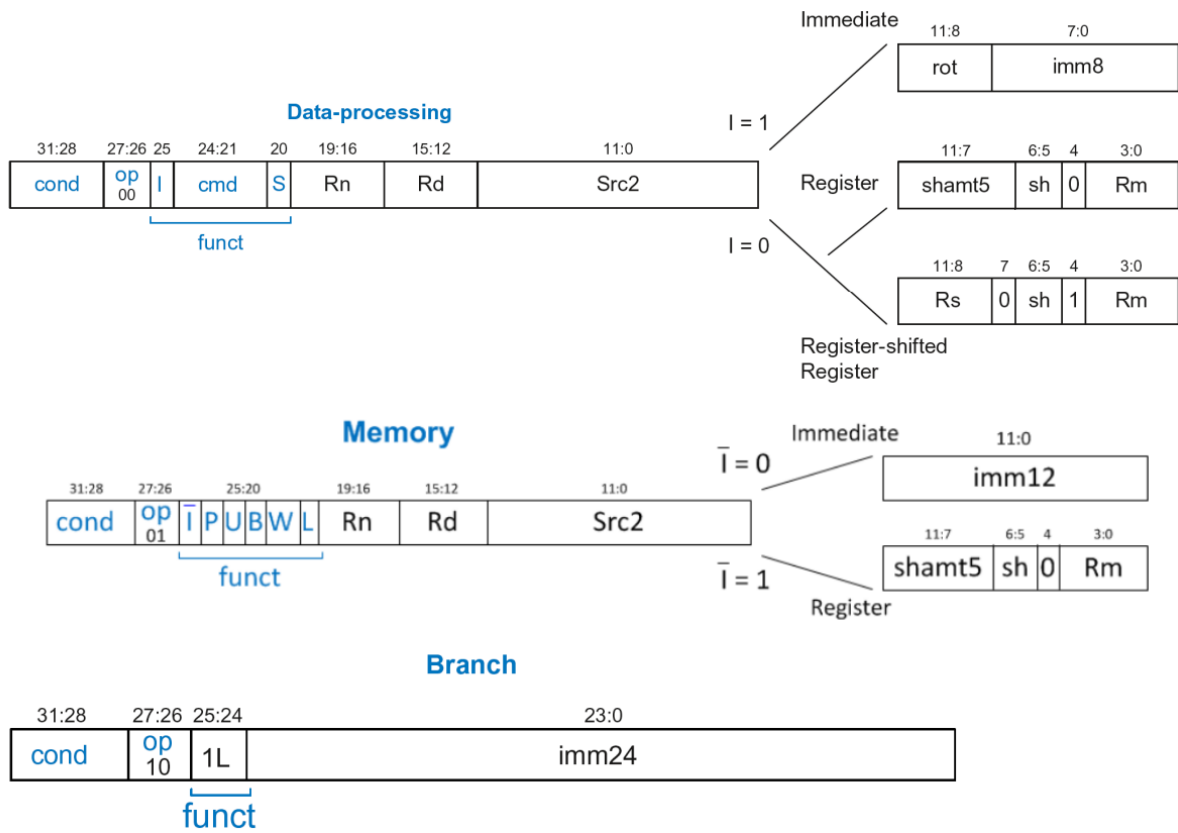 Immediate
11:8 7:0
rot imm8
Data-processing
I = 1
31:28 27:26 25 24:21 20 19:16 15:12 11:0
cond op 00 I cmd S Rn Rd Src2
funct
I = 0
Register
11:7 6:5 4 3:0
shamt5 sh 0 Rm
11:8 7 6:5 4 3:0
Rs 0 sh 1 Rm
Register-shifted
Register
Memory
Immediate
I̅ = 0
11:0
imm12
31:28 27:26 25:20 19:16 15:12 11:0
cond op 01 I̅ P U B W L Rn Rd Src2
funct
I̅ = 1
Register
11:7 6:5 4 3:0
shamt5 sh 0 Rm
Branch
31:28 27:26 25:24 23:0
cond op 10 1L imm24
funct